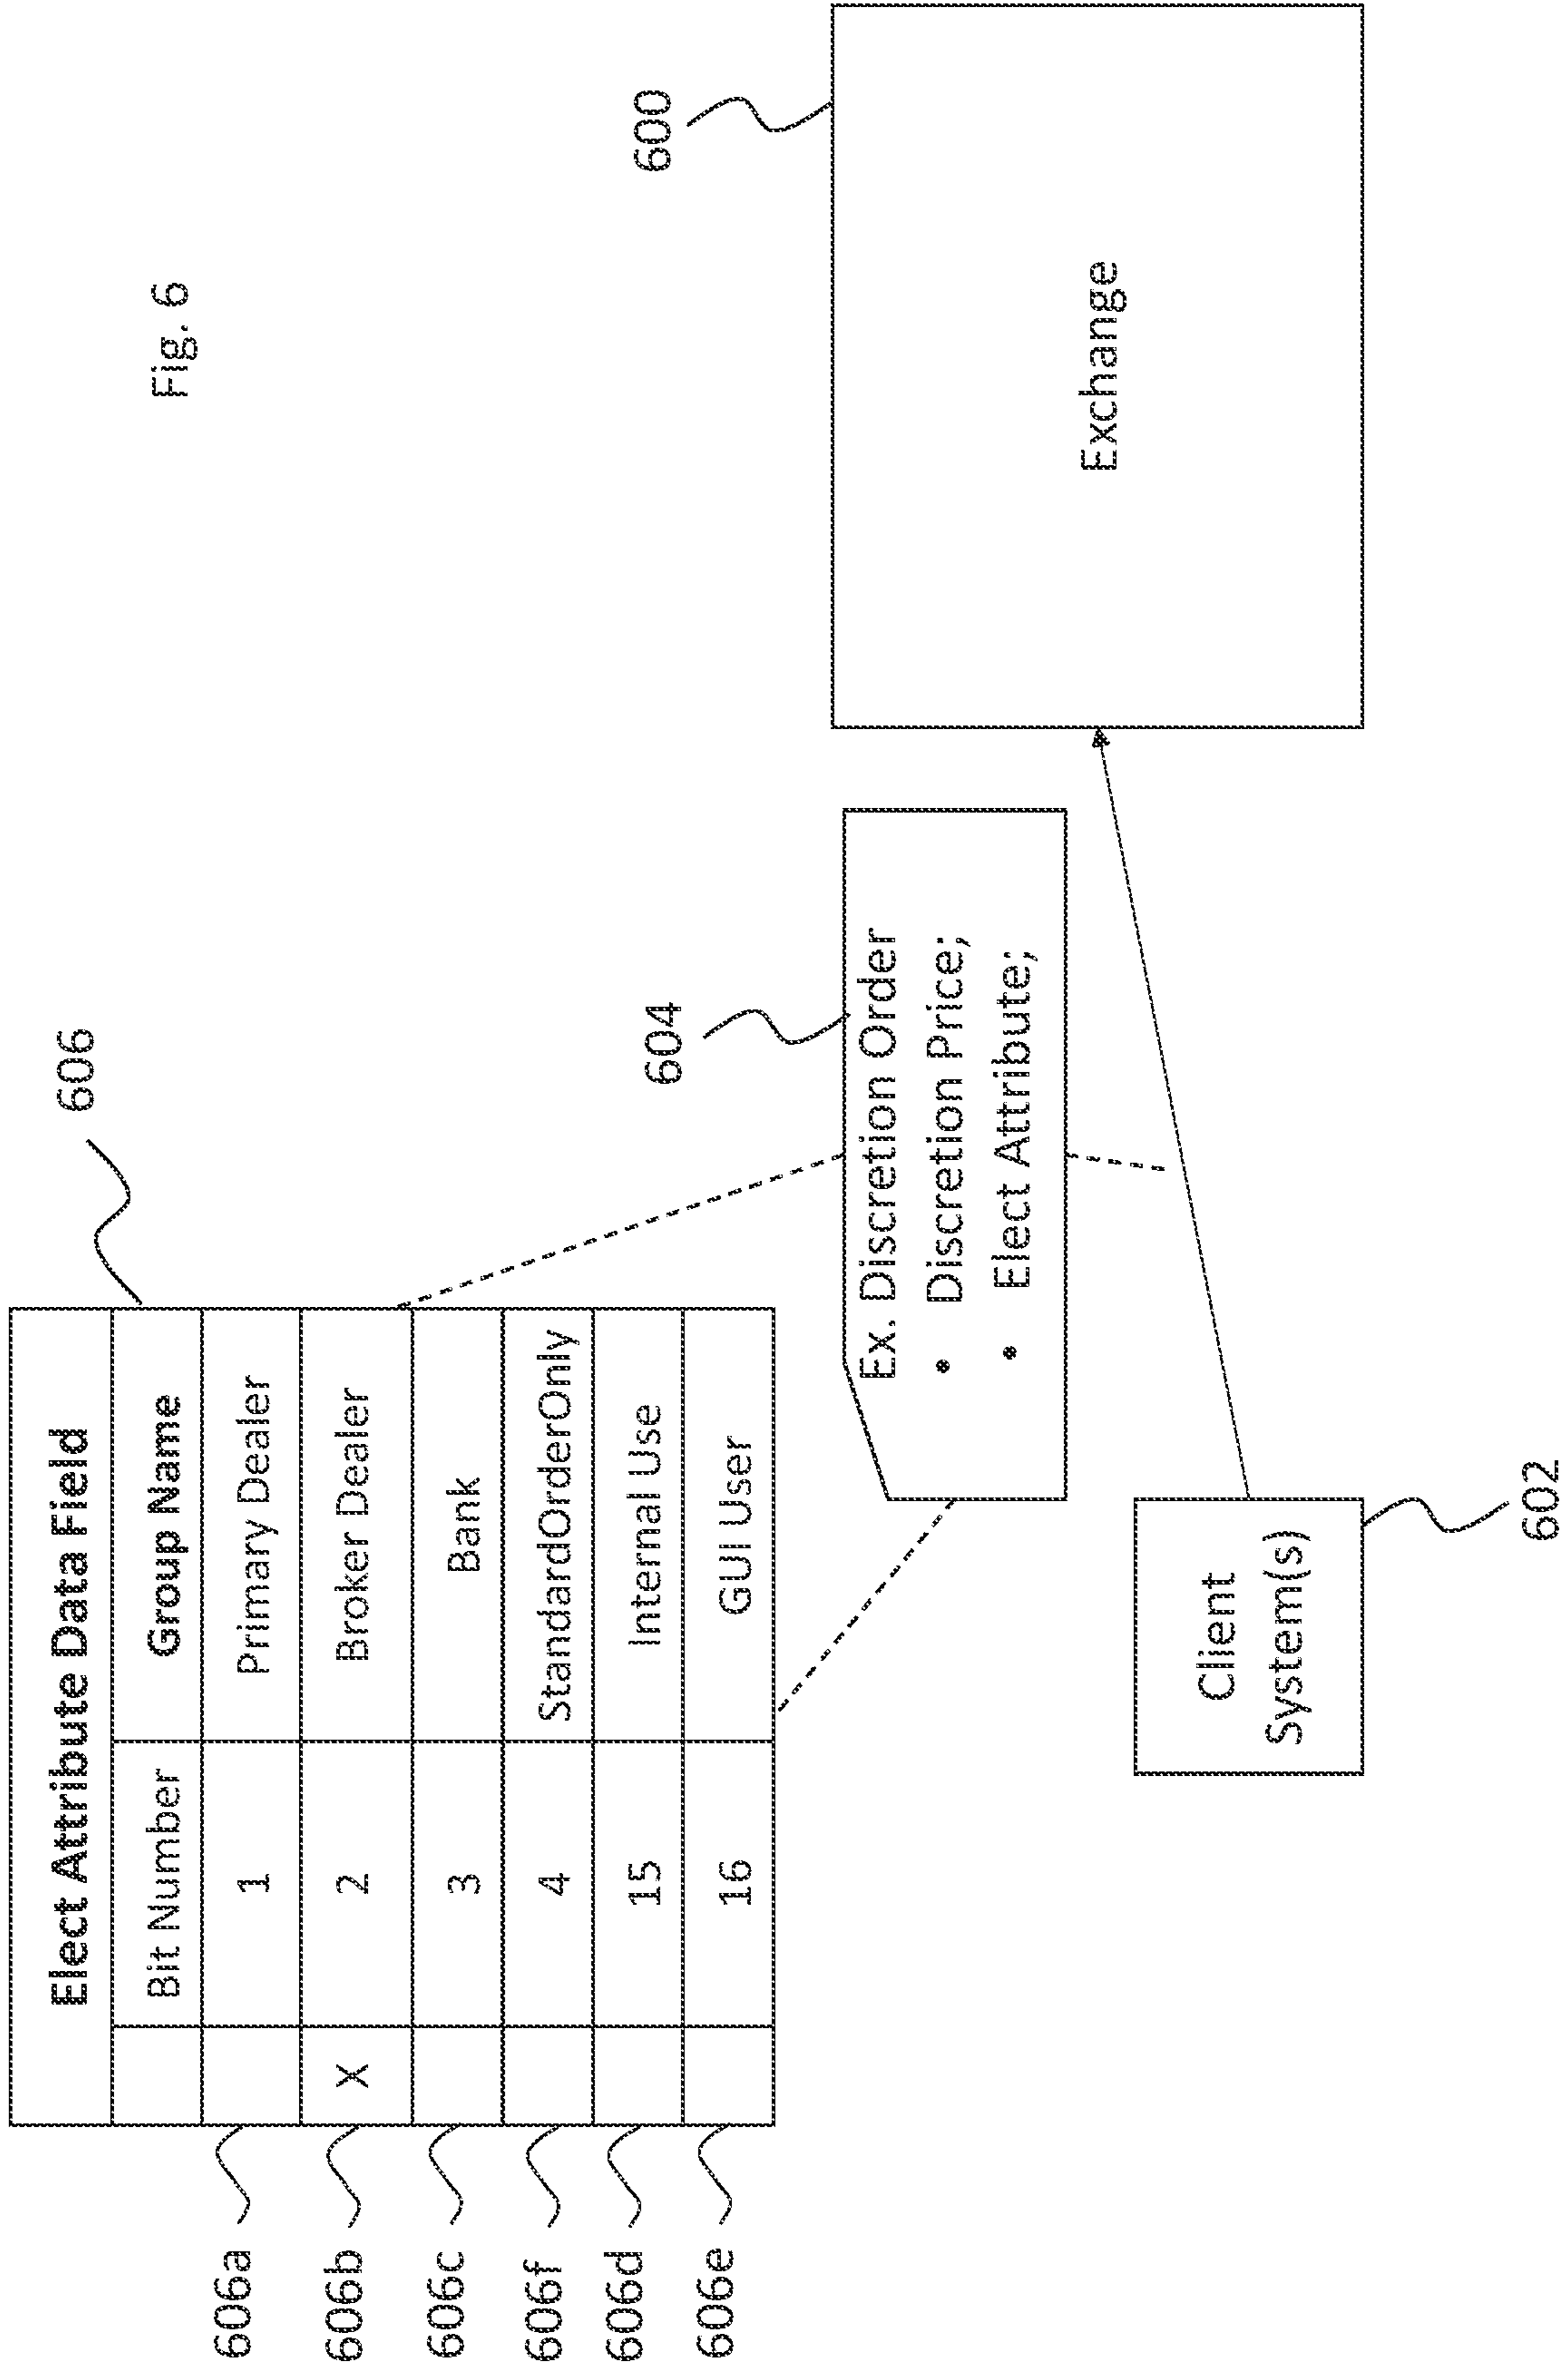 Fig. 6
606
Elect Attribute Data Field
Bit Number Group Name
606a 1 Primary Dealer
606b X 2 Broker Dealer
606c 3 Bank
606f 4 StandardOrderOnly
606d 15 Internal Use
606e 16 GUI User
604
Ex. Discretion Order
• Discretion Price;
• Elect Attribute;
600
Exchange
Client
System(s)
602